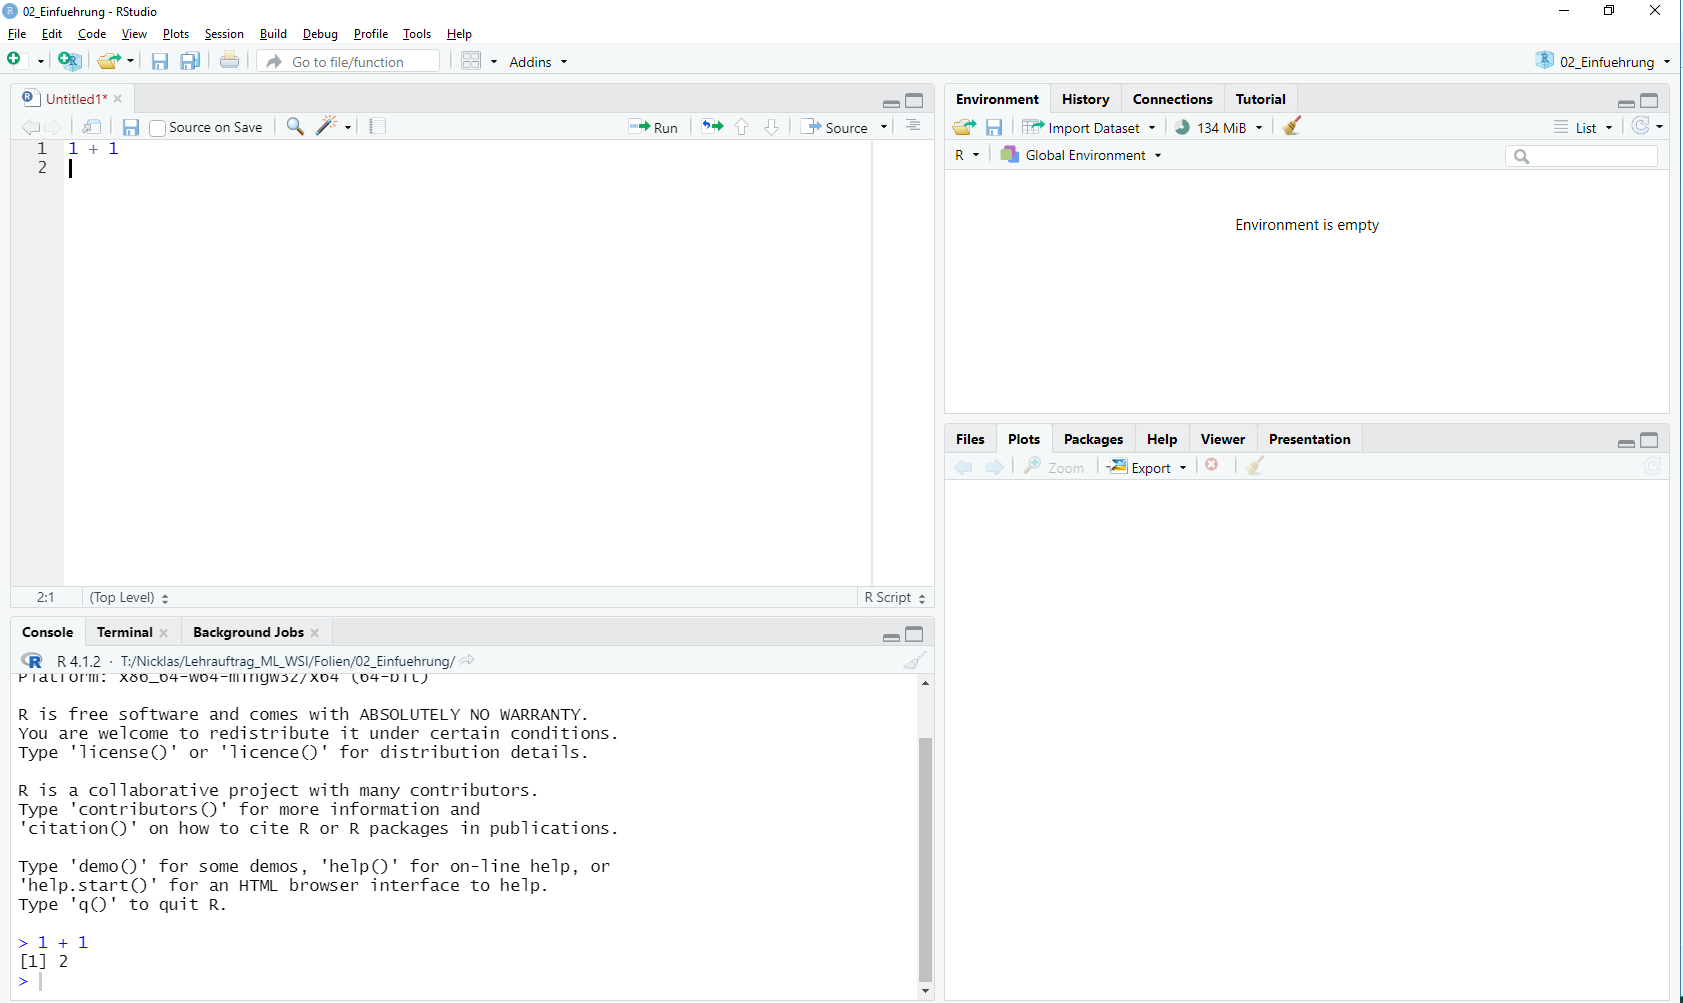 02_Einfuehrung - RStudio
File Edit Code View Plots Session Build Debug Profile Tools Help
Go to file/function Addins 02_Einfuehrung
Untitled1*
Source on Save Run Source
1 1 + 1
2
2:1 (Top Level) R Script
Console Terminal Background Jobs
R 4.1.2 · T:/Nicklas/Lehrauftrag_ML_WSI/Folien/02_Einfuehrung/
Platform: x86_64-w64-mingw32/x64 (64-bit)
R is free software and comes with ABSOLUTELY NO WARRANTY.
You are welcome to redistribute it under certain conditions.
Type 'license()' or 'licence()' for distribution details.
R is a collaborative project with many contributors.
Type 'contributors()' for more information and
'citation()' on how to cite R or R packages in publications.
Type 'demo()' for some demos, 'help()' for on-line help, or
'help.start()' for an HTML browser interface to help.
Type 'q()' to quit R.
> 1 + 1
[1] 2
>
Environment History Connections Tutorial
Import Dataset 134 MiB List
R Global Environment
Environment is empty
Files Plots Packages Help Viewer Presentation
Zoom Export